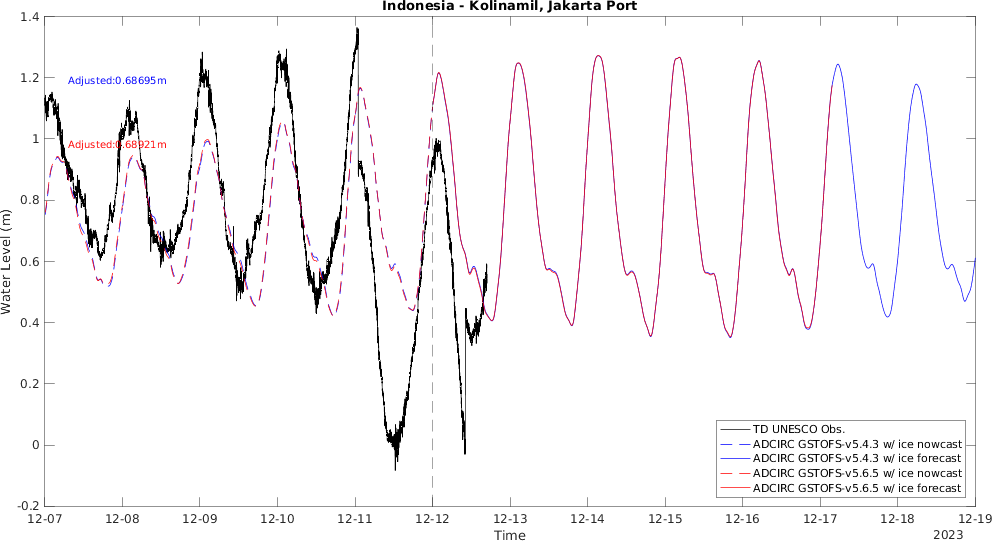 Indonesia - Kolinamil, Jakarta Port
1.4
1.2
1
0.8
0.6
0.4
0.2
0
-0.2
Water Level (m)
Adjusted:0.68695m
Adjusted:0.68921m
TD UNESCO Obs.
ADCIRC GSTOFS-v5.4.3 w/ ice nowcast
ADCIRC GSTOFS-v5.4.3 w/ ice forecast
ADCIRC GSTOFS-v5.6.5 w/ ice nowcast
ADCIRC GSTOFS-v5.6.5 w/ ice forecast
12-07 12-08 12-09 12-10 12-11 12-12 12-13 12-14 12-15 12-16 12-17 12-18 12-19
Time
2023